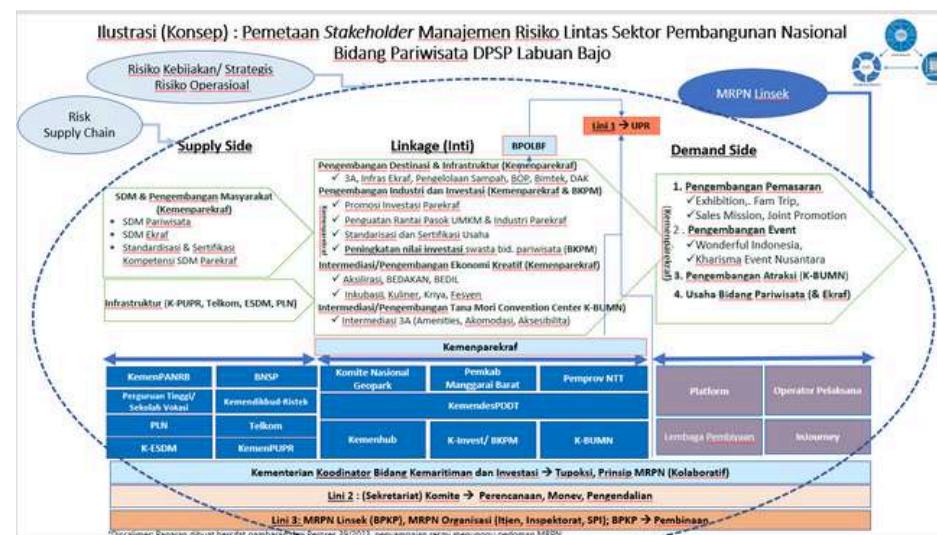 Ilustrasi (Konsep) : Pemetaan Stakeholder Manajemen Risiko Lintas Sektor Pembangunan Nasional
Bidang Pariwisata DPSP Labuan Bajo
Risiko Kebijakan/ Strategis
Risiko Operasioal
MRPN Linsek
Risk
Supply Chain
Lini 1 → UPR
Supply Side
Linkage (Inti)
BPOLBF
Demand Side
SDM & Pengembangan Masyarakat
(Kemenparekraf)
• SDM Pariwisata
• SDM Ekraf
• Standardisasi & Sertifikasi
Kompetensi SDM Parekraf
Infrastruktur (K-PUPR, Telkom, ESDM, PLN)
Pengembangan Destinasi & Infrastruktur (Kemenparekraf)
✓ 3A, Infras Ekraf, Pengelolaan Sampah, BOP, Bimtek, DAK
Pengembangan Industri dan Investasi (Kemenparekraf & BKPM)
Kemenparekraf
✓ Promosi Investasi Parekraf
✓ Penguatan Rantai Pasok UMKM & Industri Parekraf
✓ Standarisasi dan Sertifikasi Usaha
✓ Peningkatan nilai investasi swasta bid. pariwisata (BKPM)
Intermediasi/Pengembangan Ekonomi Kreatif (Kemenparekraf)
✓ Aksilirasi, BEDAKAN, BEDIL
✓ Inkubasil, Kuliner, Kriya, Fesyen
Intermediasi/Pengembangan Tana Mori Convention Center K-BUMN)
✓ Intermediasi 3A (Amenities, Akomodasi, Aksesibilita)
(Kemenparekraf)
1. Pengembangan Pemasaran
✓Exhibition,. Fam Trip,
✓Sales Mission, Joint Promotion
2 . Pengembangan Event
✓Wonderful Indonesia,
✓Kharisma Event Nusantara
3. Pengembangan Atraksi (K-BUMN)
4. Usaha Bidang Pariwisata (& Ekraf)
Kemenparekraf
KemenPANRB
BNSP
Perguruan Tinggi/
Sekolah Vokasi
Kemendikbud-Ristek
PLN
Telkom
K-ESDM
KemenPUPR
Komite Nasional
Geopark
Pemkab
Manggarai Barat
Pemprov NTT
KemendesPDDT
Kemenhub
K-Invest/ BKPM
K-BUMN
Platform
Operator Pelaksana
Lembaga Pembiyaan
InJourney
Kementerian Koodinator Bidang Kemaritiman dan Investasi → Tupoksi, Prinsip MRPN (Kolaboratif)
Lini 2 : (Sekretariat) Komite → Perencanaan, Monev, Pengendalian
Lini 3: MRPN Linsek (BPKP), MRPN Organisasi (Itjen, Inspektorat, SPI); BPKP → Pembinaan